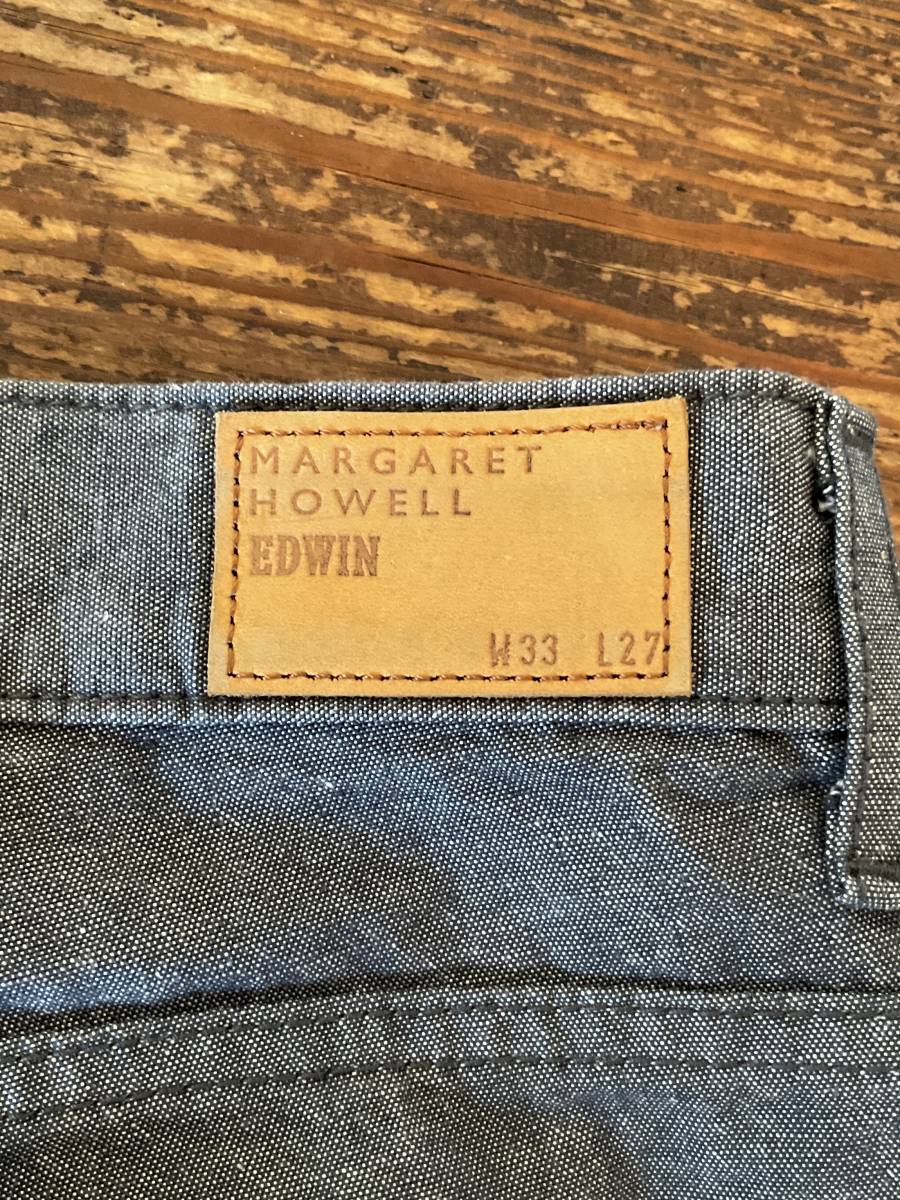 MARGARET
HOWELL
EDWIN
W33 L27